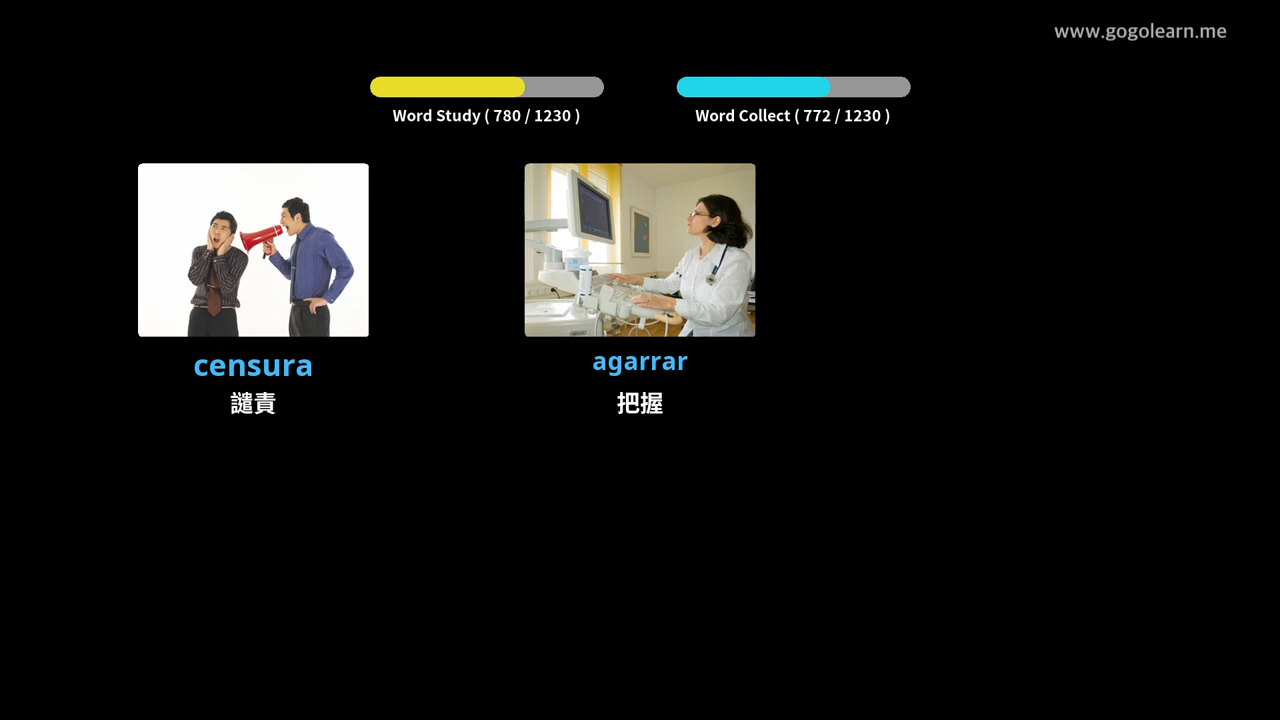 www.gogolearn.me
Word Study ( 780 / 1230 )
Word Collect ( 772 / 1230 )
censura
譴責
agarrar
把握